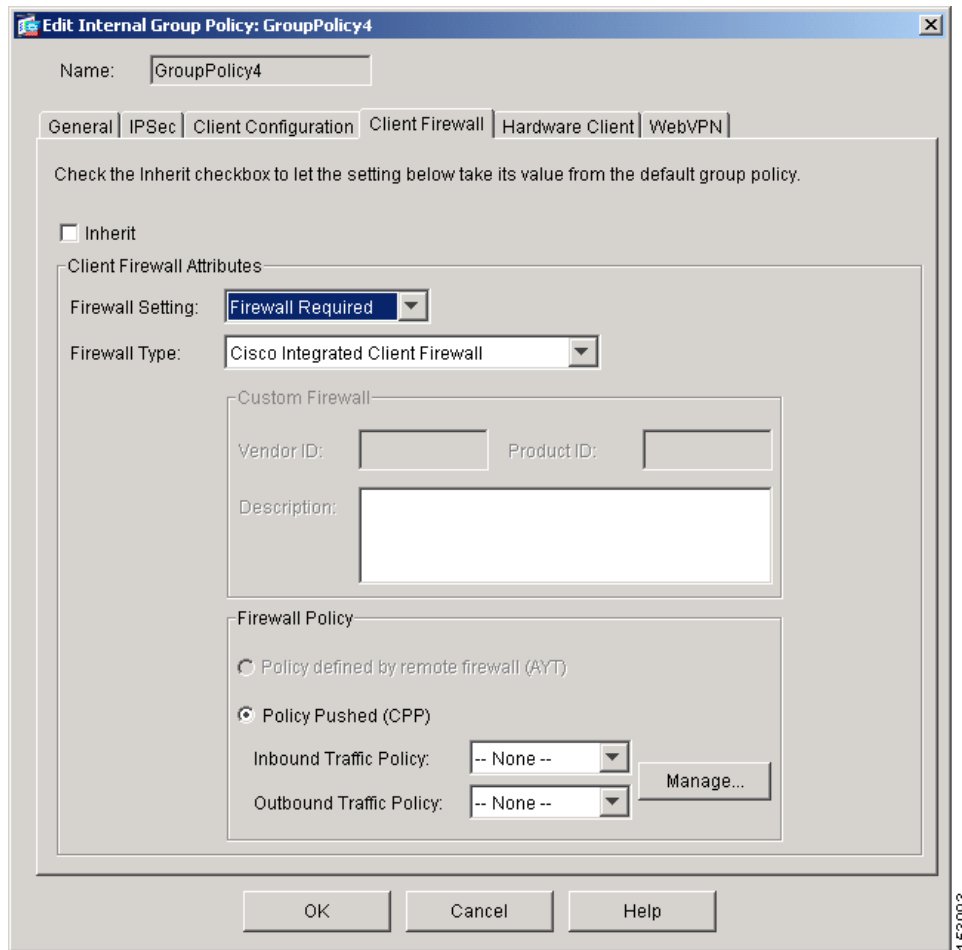 Edit Internal Group Policy: GroupPolicy4
Name: GroupPolicy4
General IPSec Client Configuration Client Firewall Hardware Client WebVPN
Check the Inherit checkbox to let the setting below take its value from the default group policy.
Inherit
Client Firewall Attributes
Firewall Setting: Firewall Required
Firewall Type: Cisco Integrated Client Firewall
Custom Firewall
Vendor ID: Product ID:
Description:
Firewall Policy
Policy defined by remote firewall (AYT)
Policy Pushed (CPP)
Inbound Traffic Policy: -- None --
Manage...
Outbound Traffic Policy: -- None --
OK Cancel Help
153093